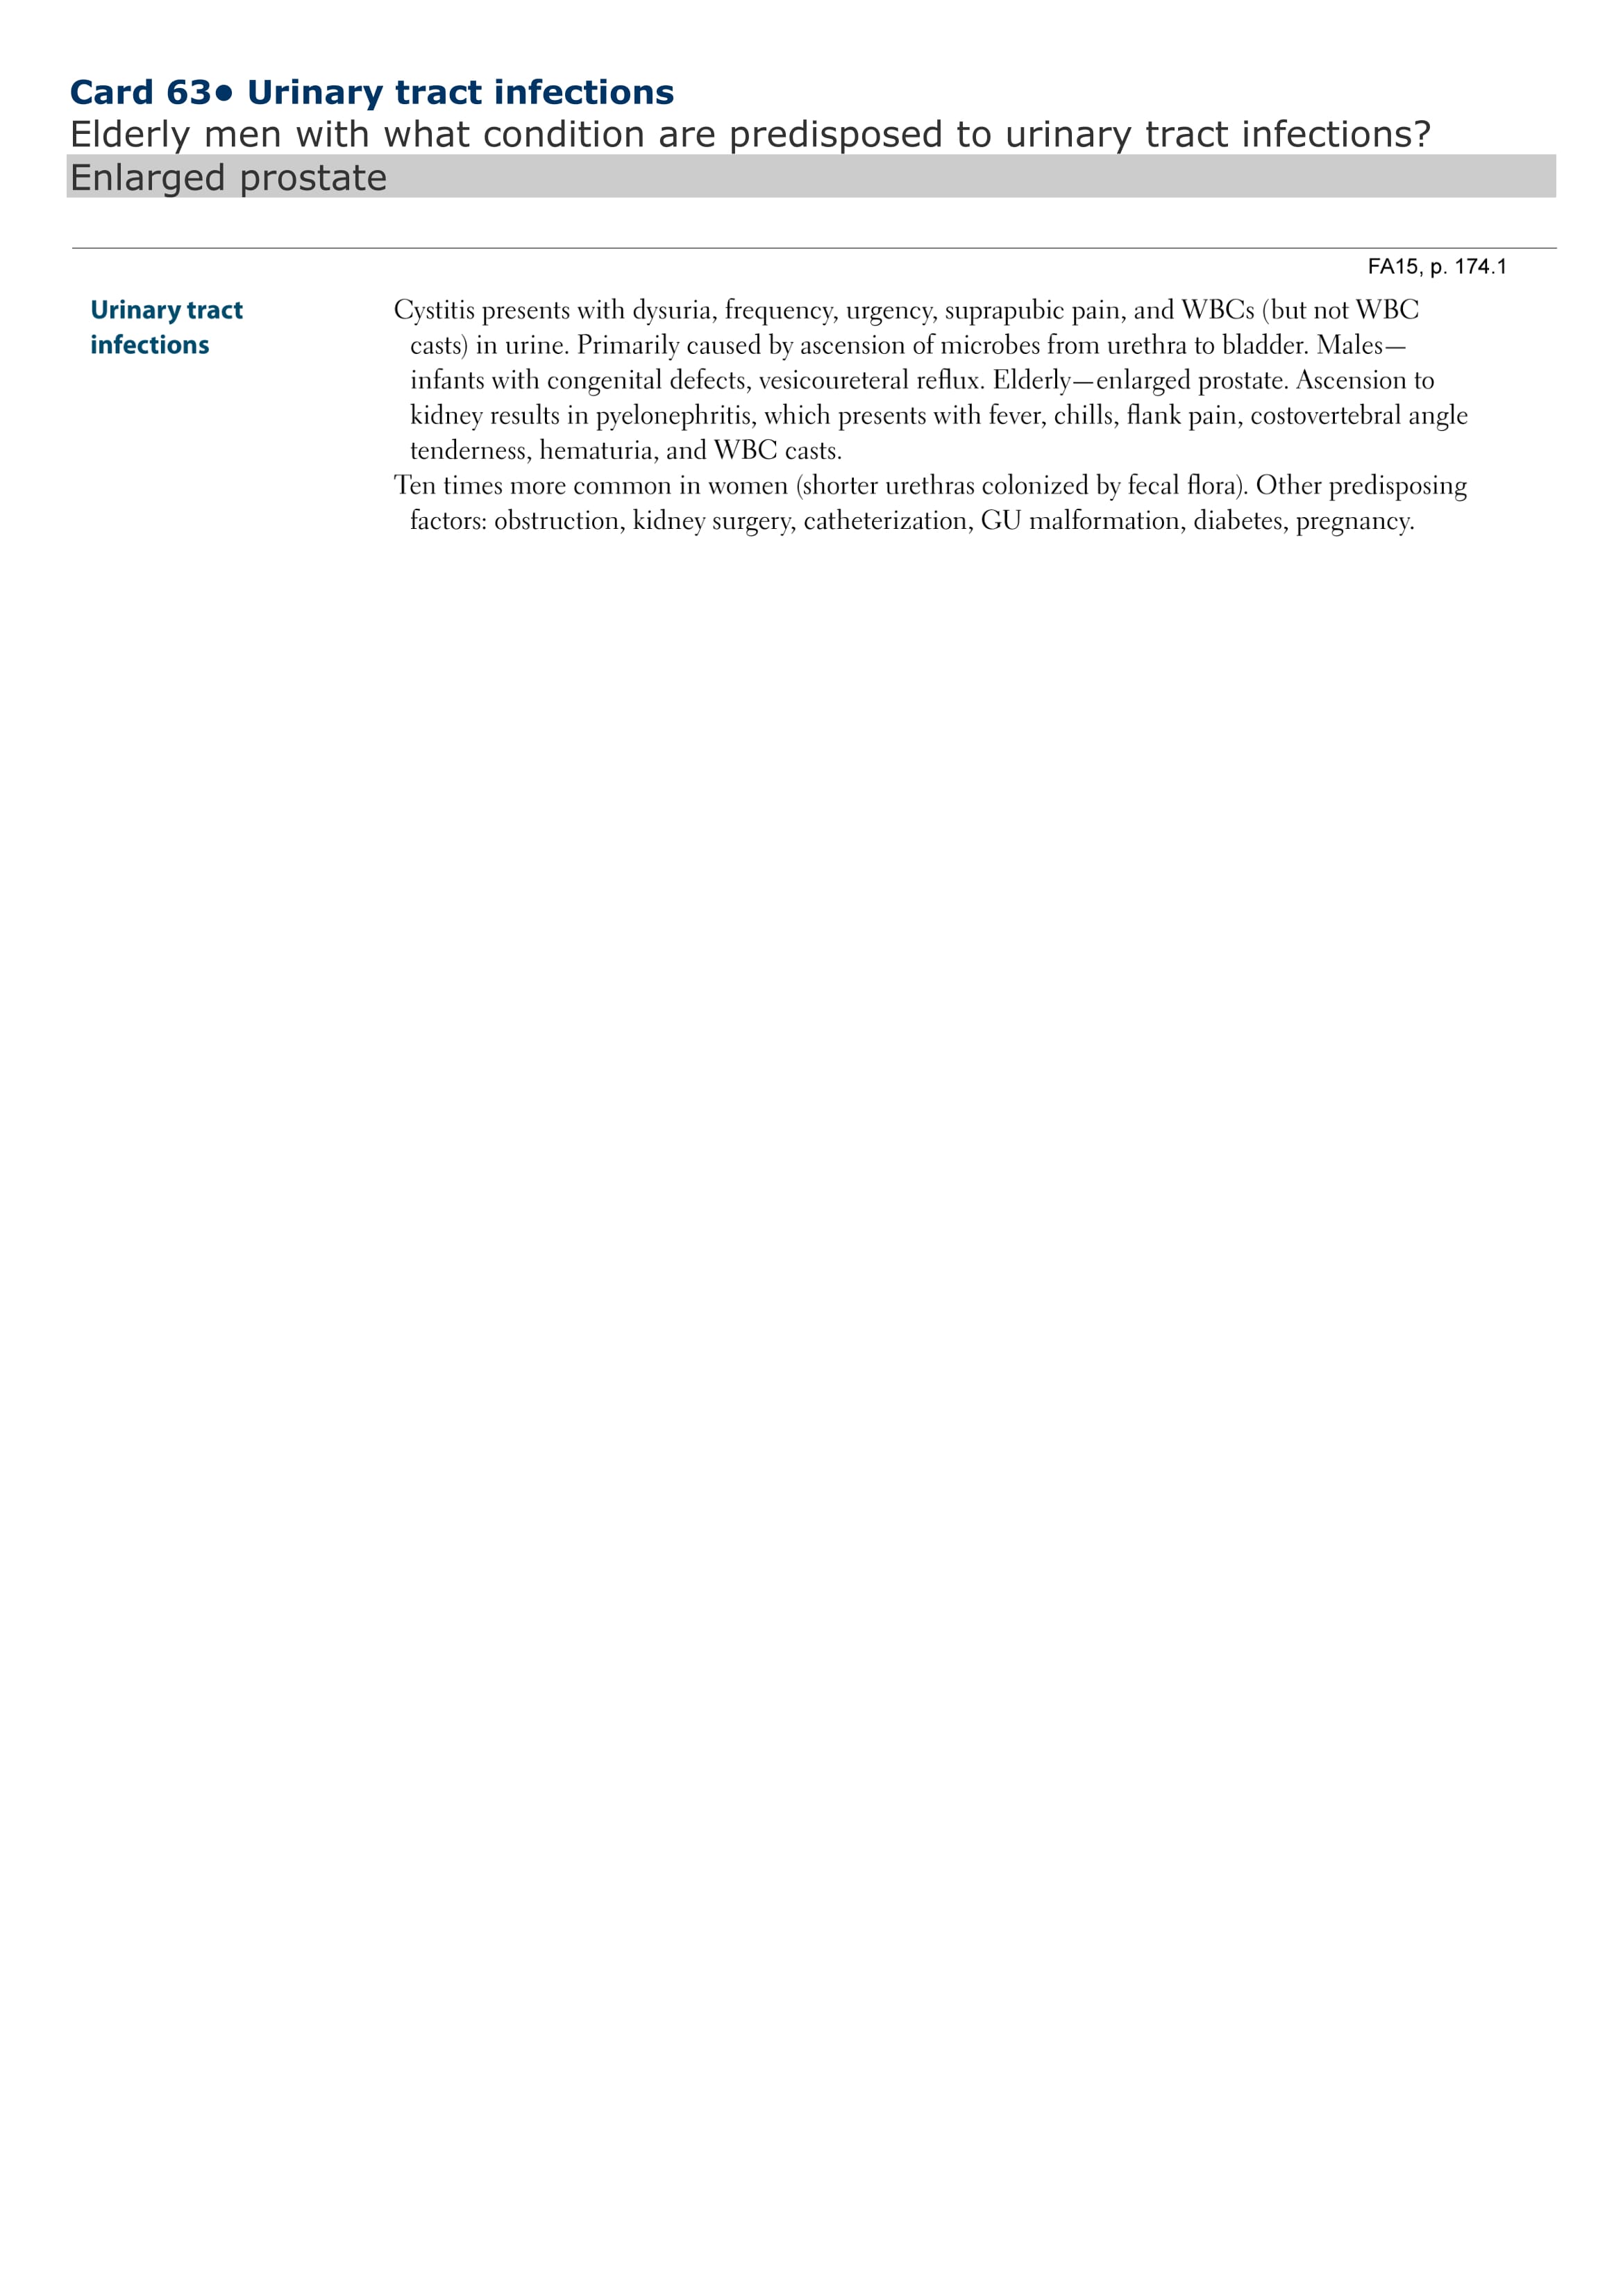 Card 63● Urinary tract infections
Elderly men with what condition are predisposed to urinary tract infections?
Enlarged prostate
FA15, p. 174.1
Urinary tract
infections
Cystitis presents with dysuria, frequency, urgency, suprapubic pain, and WBCs (but not WBC
casts) in urine. Primarily caused by ascension of microbes from urethra to bladder. Males—
infants with congenital defects, vesicoureteral reflux. Elderly—enlarged prostate. Ascension to
kidney results in pyelonephritis, which presents with fever, chills, flank pain, costovertebral angle
tenderness, hematuria, and WBC casts.
Ten times more common in women (shorter urethras colonized by fecal flora). Other predisposing
factors: obstruction, kidney surgery, catheterization, GU malformation, diabetes, pregnancy.